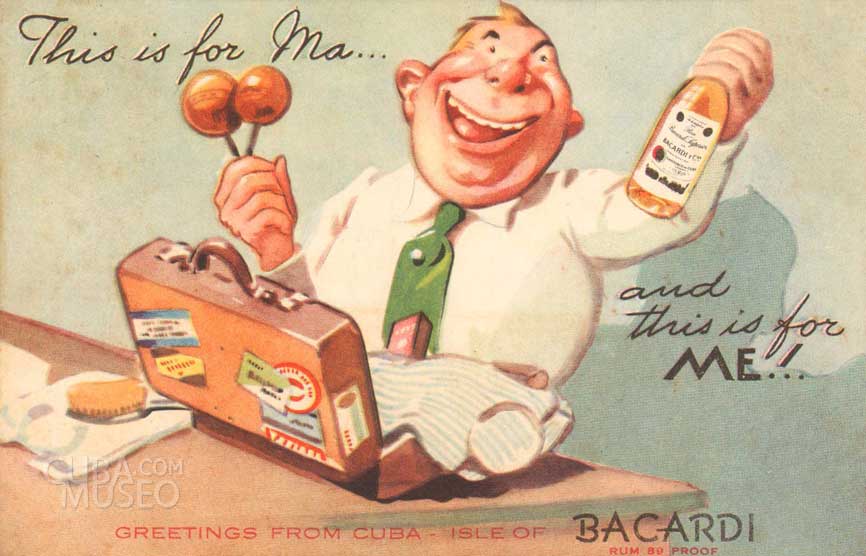 This is for Ma...
BACARDI Y CA
and
this is for
ME!..
CUBA.COM
MUSEO
GREETINGS FROM CUBA - ISLE OF BACARDI
RUM 89 PROOF